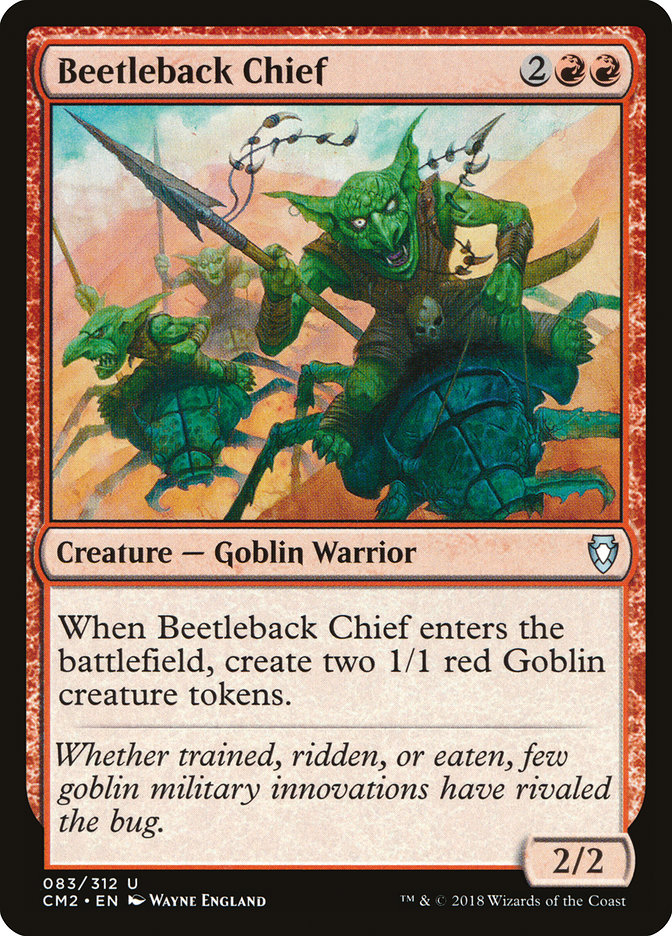 Beetleback Chief 2
Creature — Goblin Warrior
When Beetleback Chief enters the
battlefield, create two 1/1 red Goblin
creature tokens.
Whether trained, ridden, or eaten, few
goblin military innovations have rivaled
the bug.
2/2
083/312 U
CM2 • EN Wayne England
™ & © 2018 Wizards of the Coast